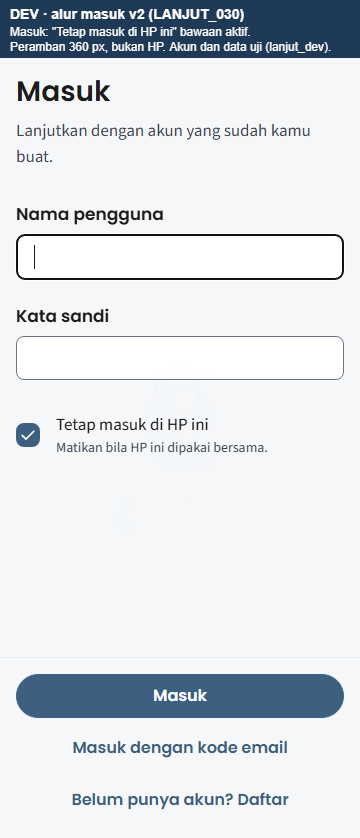 DEV · alur masuk v2 (LANJUT_030)
Masuk: "Tetap masuk di HP ini" bawaan aktif.
Peramban 360 px, bukan HP. Akun dan data uji (lanjut_dev).
Masuk
Lanjutkan dengan akun yang sudah kamu
buat.
Nama pengguna
Kata sandi
Tetap masuk di HP ini
Matikan bila HP ini dipakai bersama.
Masuk
Masuk dengan kode email
Belum punya akun? Daftar